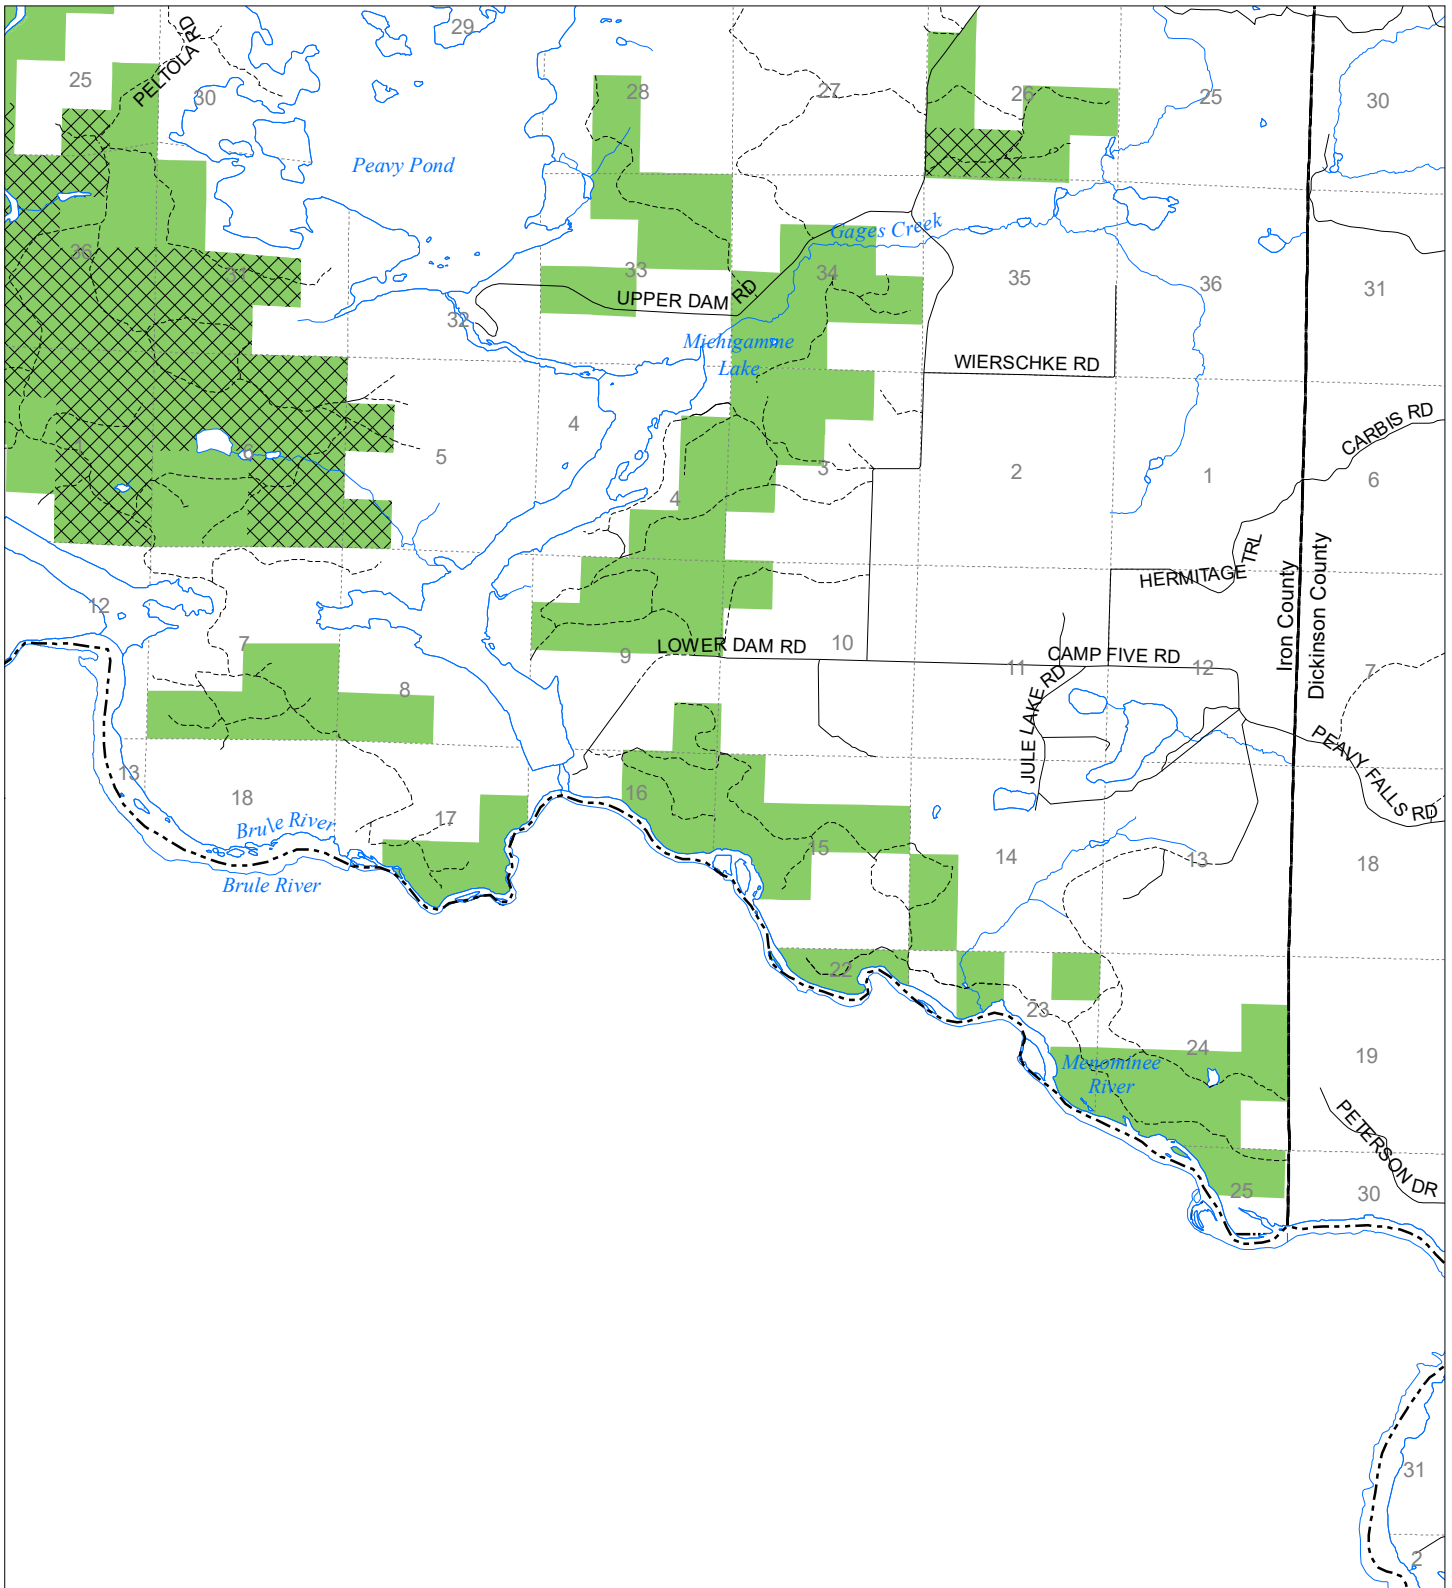 29
PELTOLA RD
25
30
28
27
26
25
30
Peavy Pond
Gages Creek
36
31
33
34
35
36
31
UPPER DAM RD
32
Michigamme
Lake
WIERSCHKE RD
CARBIS RD
1
6
5
4
4
3
2
1
6
HERMITAGE TRL
Iron County
Dickinson County
12
7
8
9
LOWER DAM RD
10
11
CAMP FIVE RD
12
7
JULE LAKE RD
PEAVY FALLS RD
13
18
17
16
15
14
13
18
Brule River
Brule River
22
23
24
19
Menominee
River
PETERSON DR
25
30
31
2